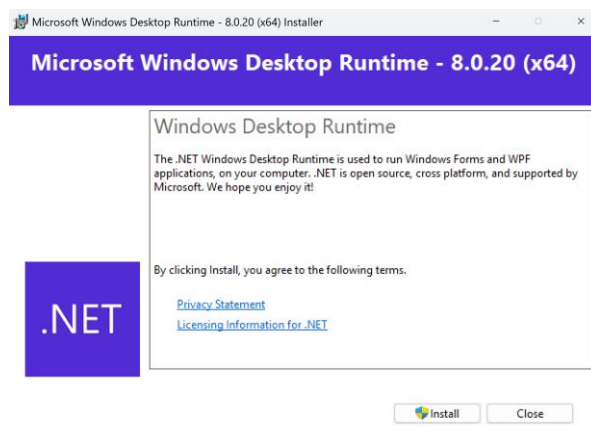 Microsoft Windows Desktop Runtime - 8.0.20 (x64) Installer
Microsoft Windows Desktop Runtime - 8.0.20 (x64)
Windows Desktop Runtime
The .NET Windows Desktop Runtime is used to run Windows Forms and WPF
applications, on your computer. .NET is open source, cross platform, and supported by
Microsoft. We hope you enjoy it!
By clicking Install, you agree to the following terms.
Privacy Statement
Licensing Information for .NET
.NET
Install
Close